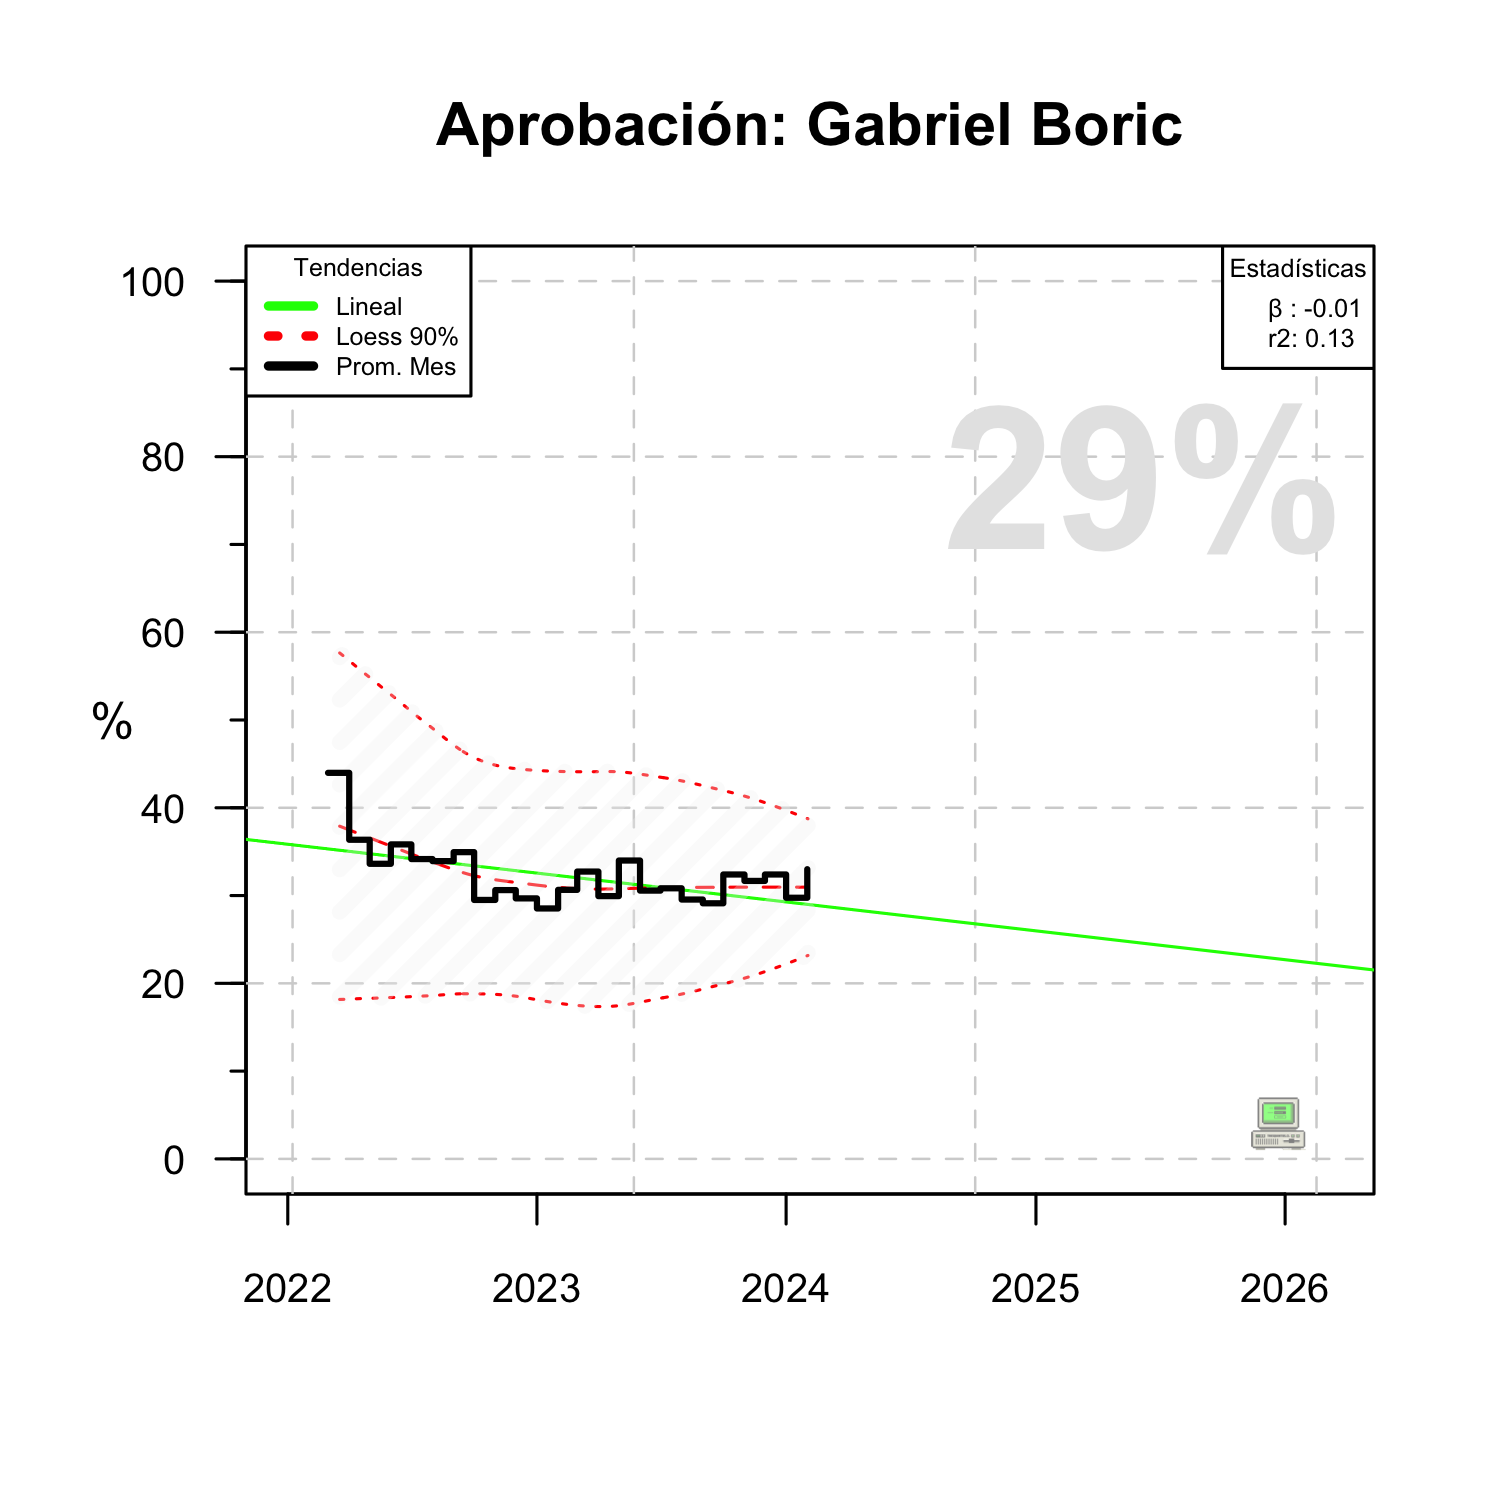 Aprobación: Gabriel Boric
Tendencias
Lineal
Loess 90%
Prom. Mes
Estadísticas
β : -0.01
r2: 0.13
29%
%
100
80
60
40
20
0
2022 2023 2024 2025 2026